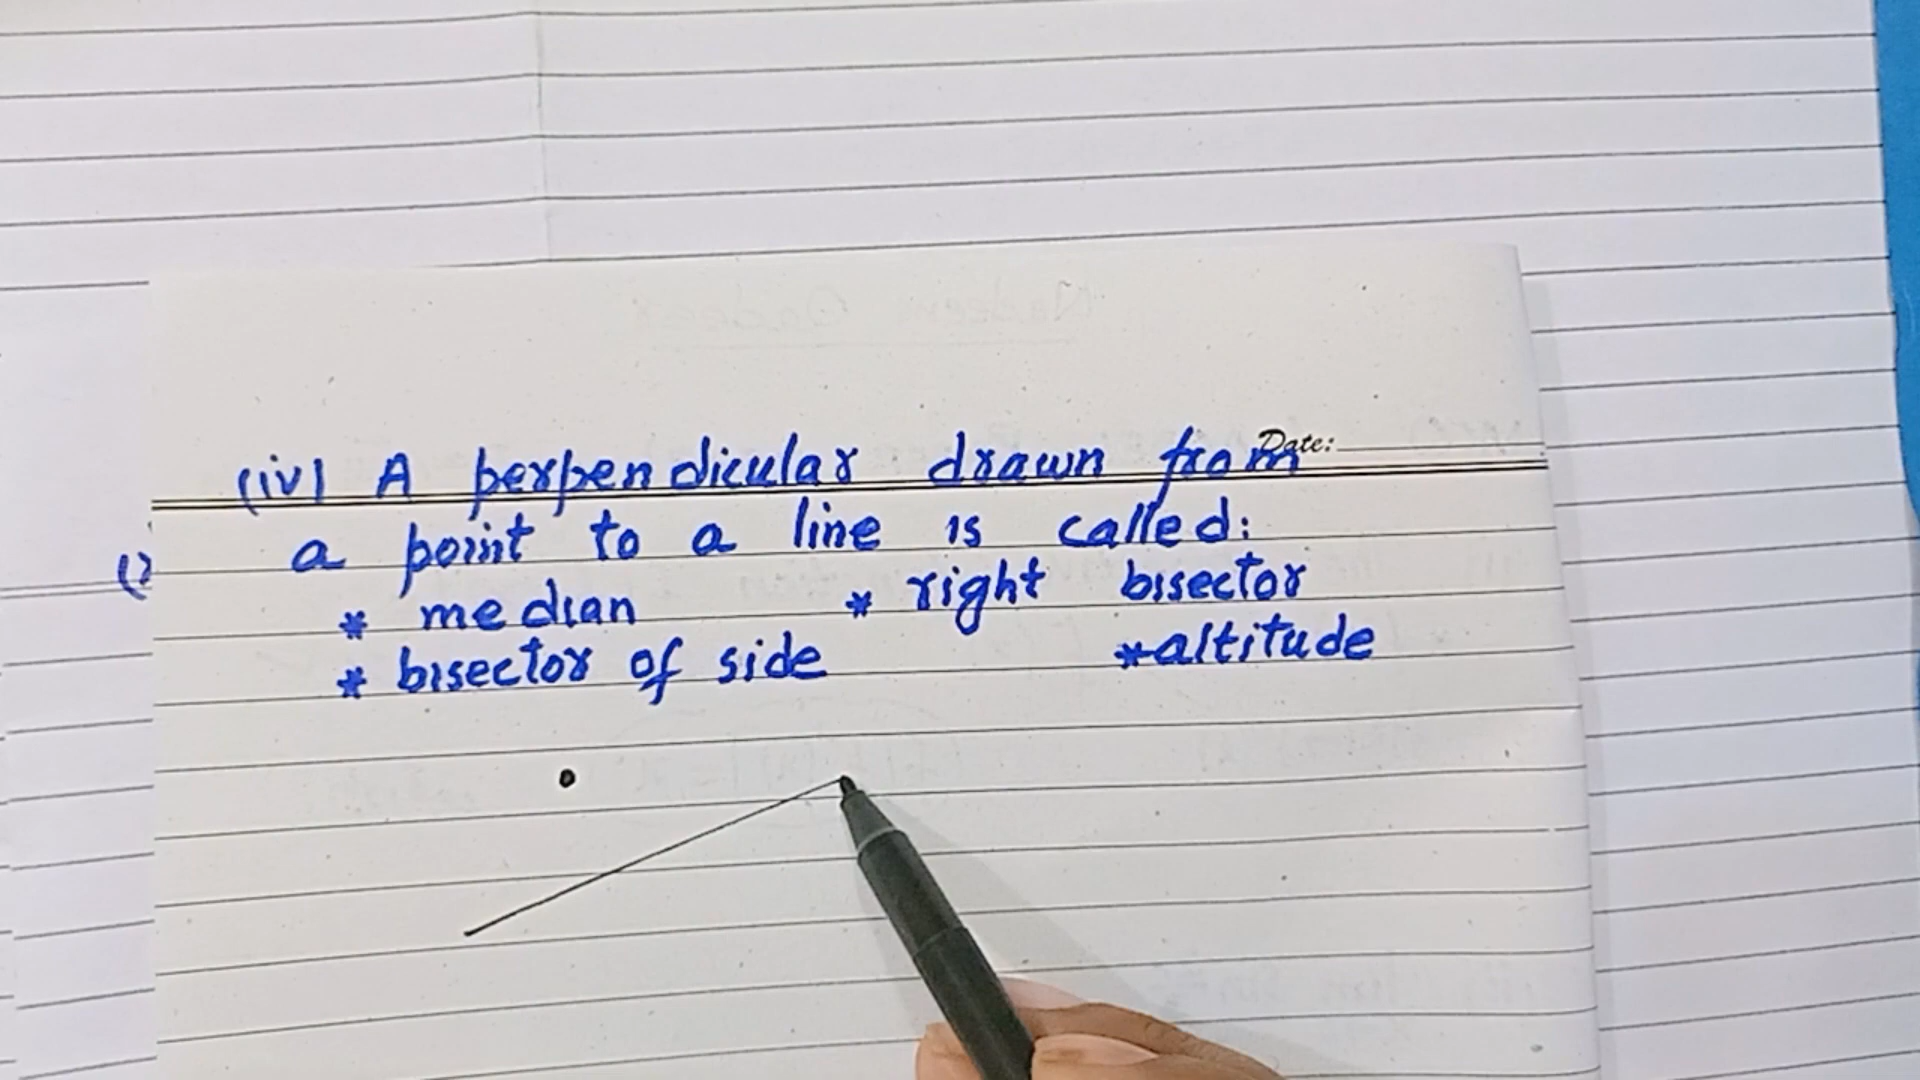 Date:
(iv) A perpendicular drawn from
a point to a line is called:
* median * right bisector
* bisector of side * altitude